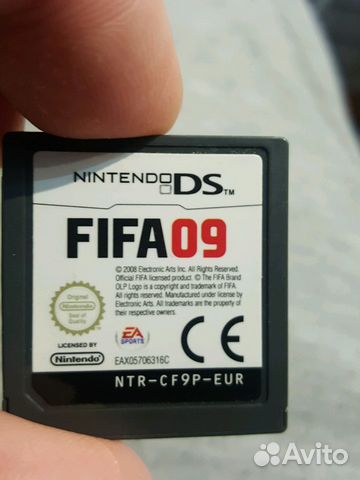 NINTENDO DS™
FIFA 09
© 2008 Electronic Arts Inc. All Rights Reserved.
Official FIFA licensed product. © The FIFA Brand
OLP Logo is a copyright and trademark of FIFA.
All rights reserved. Manufactured under license by
Electronic Arts. All trademarks are the property of
their respective owners.
Original
Nintendo
Seal of
Quality
LICENSED BY
Nintendo
EA
SPORTS
EAX05706316C
CE
NTR-CF9P-EUR
Avito